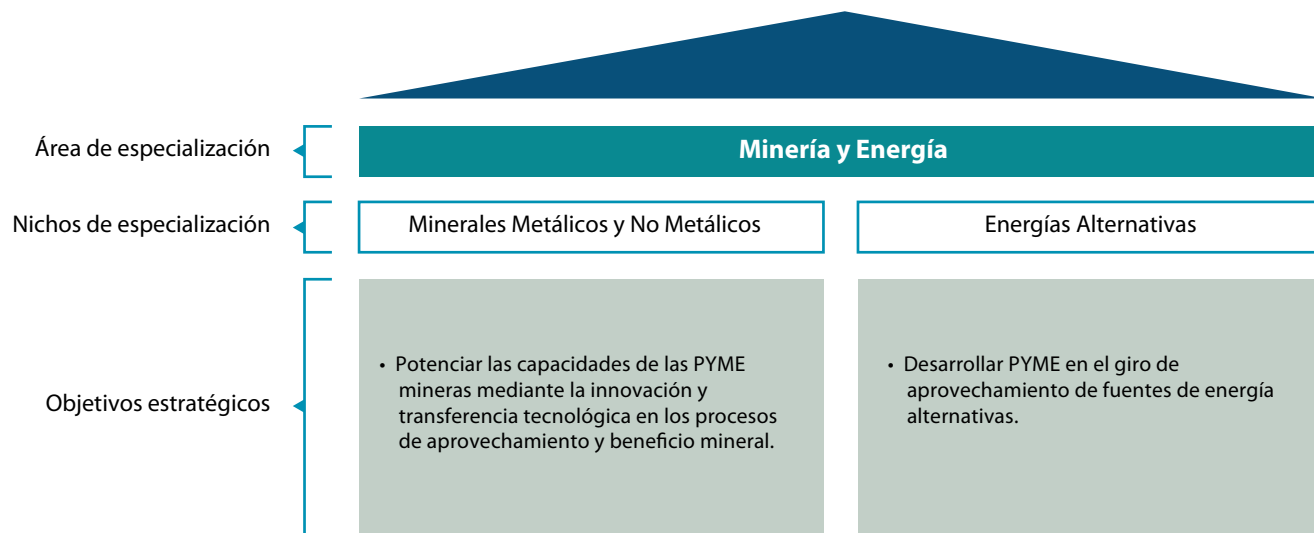 Área de especialización
Minería y Energía
Nichos de especialización
Minerales Metálicos y No Metálicos
Energías Alternativas
Objetivos estratégicos
• Potenciar las capacidades de las PYME
mineras mediante la innovación y
transferencia tecnológica en los procesos
de aprovechamiento y beneficio mineral.
• Desarrollar PYME en el giro de
aprovechamiento de fuentes de energía
alternativas.